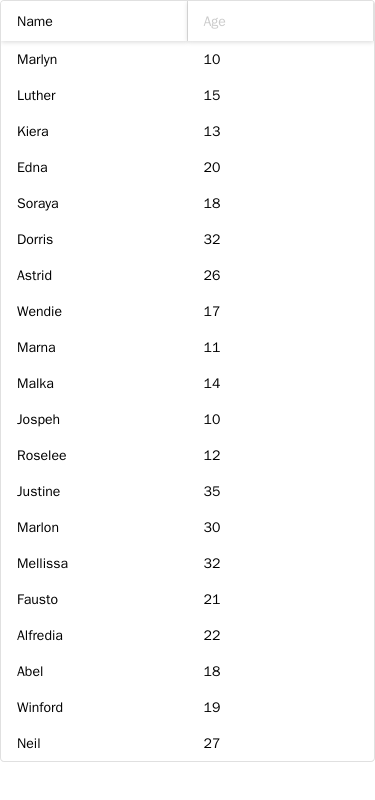 Name Age
Marlyn 10
Luther 15
Kiera 13
Edna 20
Soraya 18
Dorris 32
Astrid 26
Wendie 17
Marna 11
Malka 14
Jospeh 10
Roselee 12
Justine 35
Marlon 30
Mellissa 32
Fausto 21
Alfredia 22
Abel 18
Winford 19
Neil 27